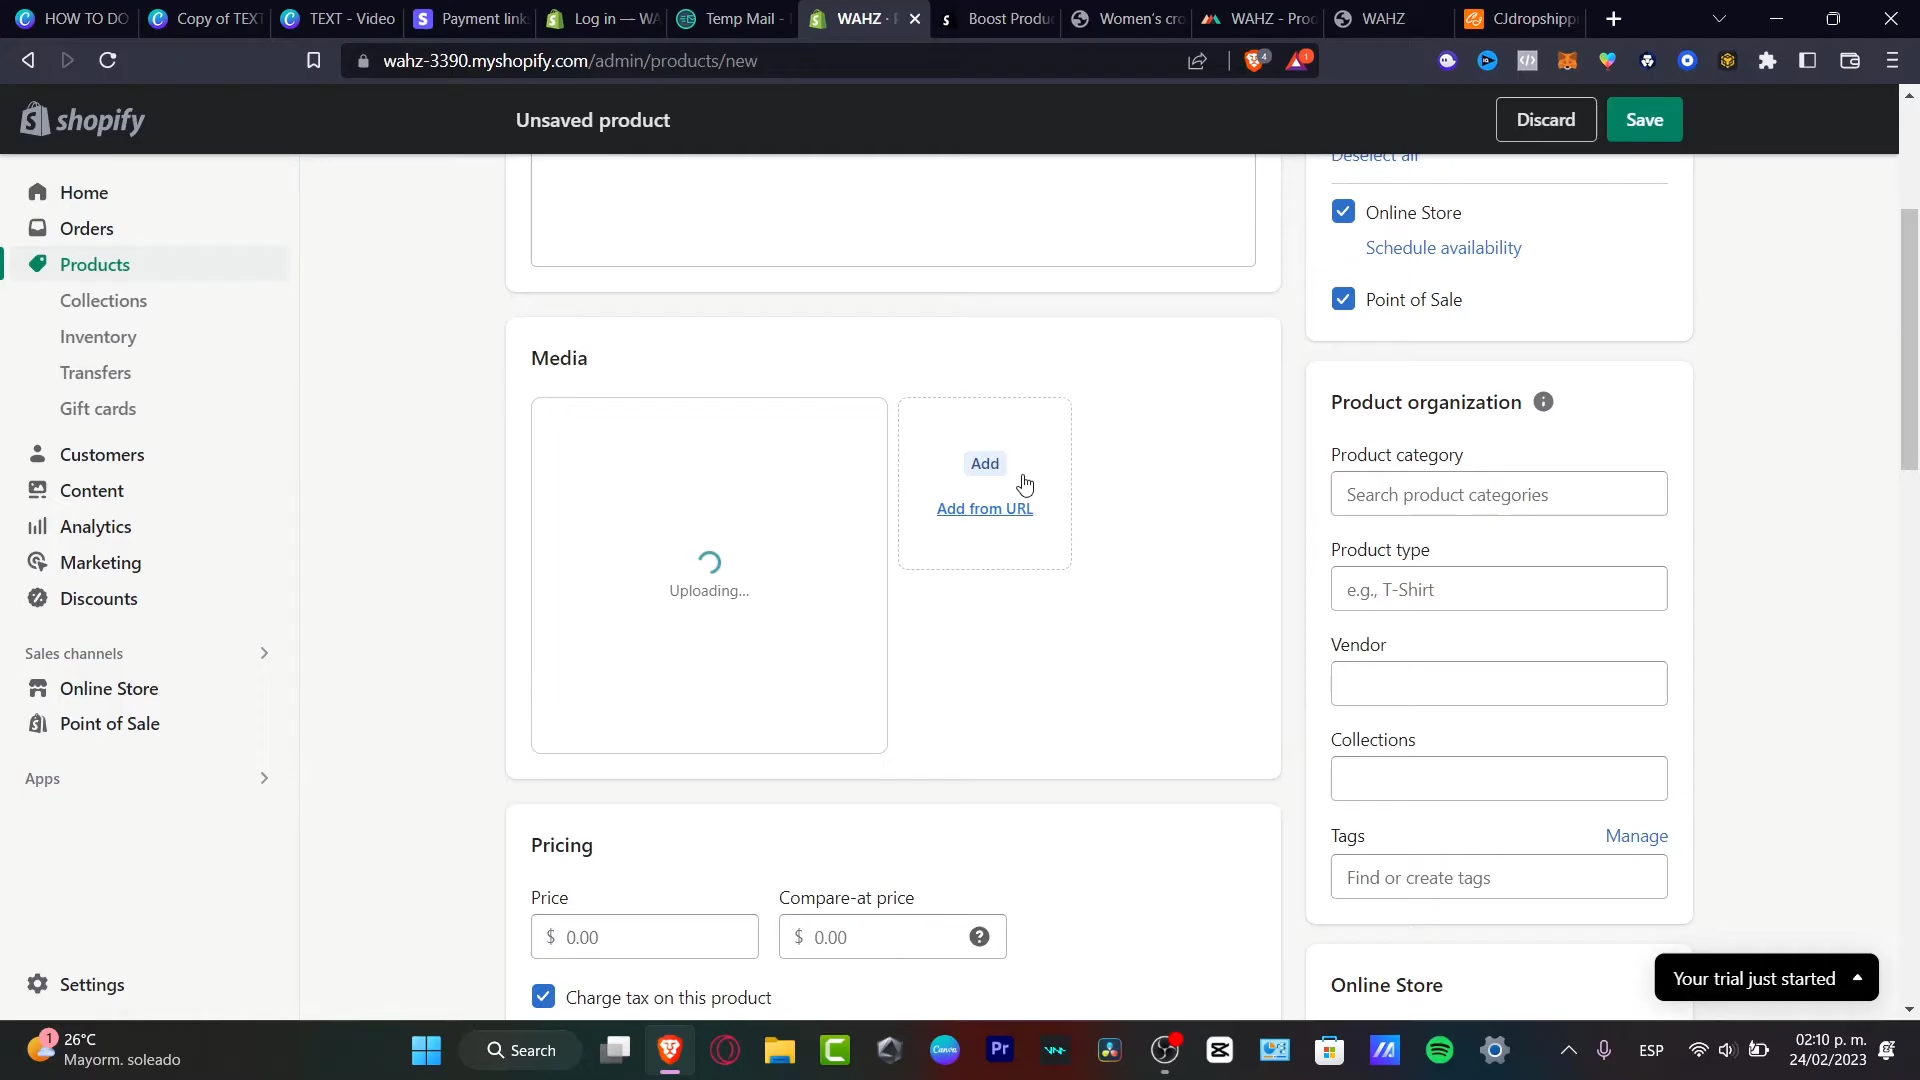 HOW TO DO
Copy of TEXT
TEXT - Video
Payment link
Log in — WA
Temp Mail -
WAHZ · P
Boost Produ
Women's cro
WAHZ - Proc
WAHZ
CJdropshipp
wahz-3390.myshopify.com/admin/products/new
4
1
shopify
Unsaved product
Discard
Save
Home
Orders
Products
Collections
Inventory
Transfers
Gift cards
Customers
Content
Analytics
Marketing
Discounts
Sales channels
Online Store
Point of Sale
Apps
Settings
Media
Uploading...
Add
Add from URL
Pricing
Price
$ 0.00
Compare-at price
$ 0.00
Charge tax on this product
Deselect all
Online Store
Schedule availability
Point of Sale
Product organization
Product category
Search product categories
Product type
e.g., T-Shirt
Vendor
Collections
Tags
Manage
Find or create tags
Online Store
Your trial just started
1
26°C
Mayorm. soleado
Search
Canva
Pr
ESP
02:10 p. m.
24/02/2023